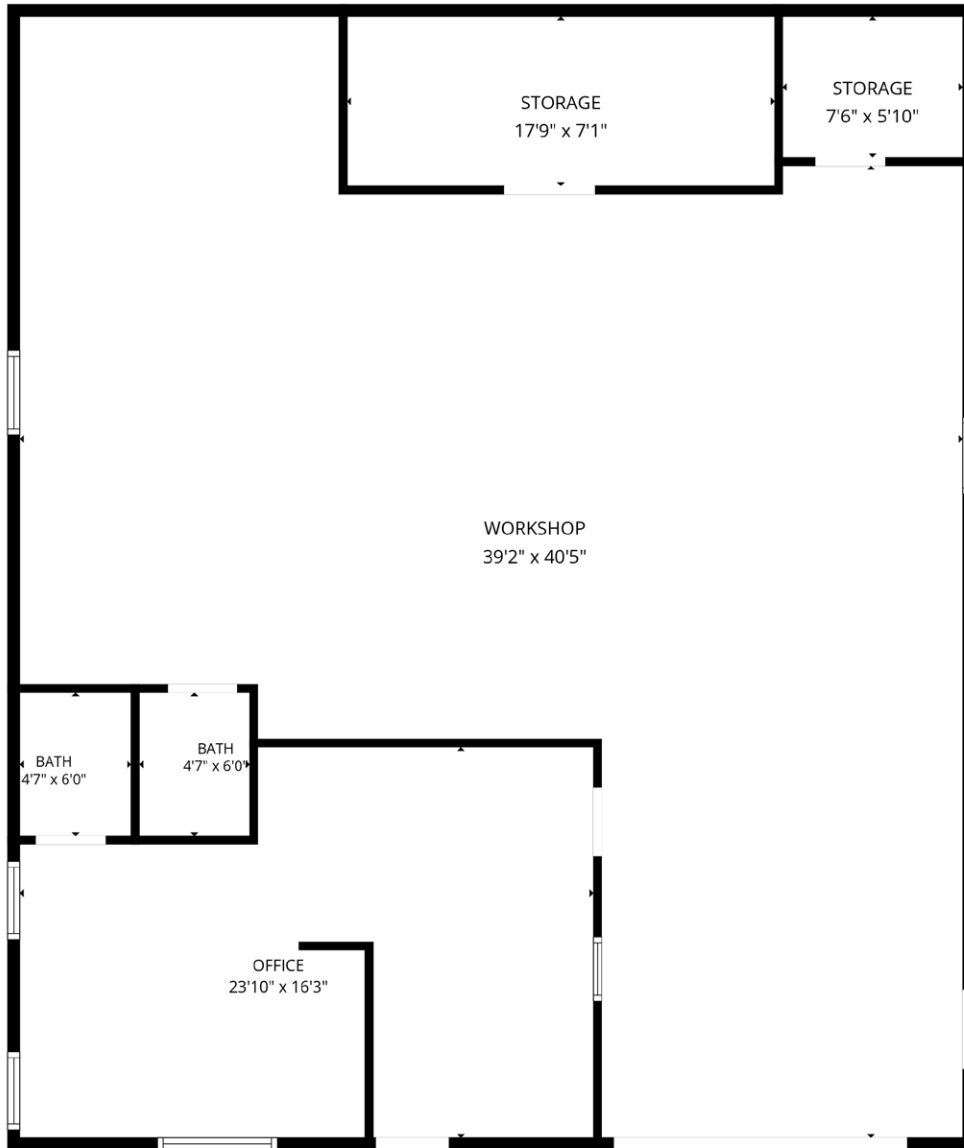 STORAGE
17'9" x 7'1"
STORAGE
7'6" x 5'10"
WORKSHOP
39'2" x 40'5"
BATH
4'7" x 6'0"
BATH
4'7" x 6'0"
OFFICE
23'10" x 16'3"